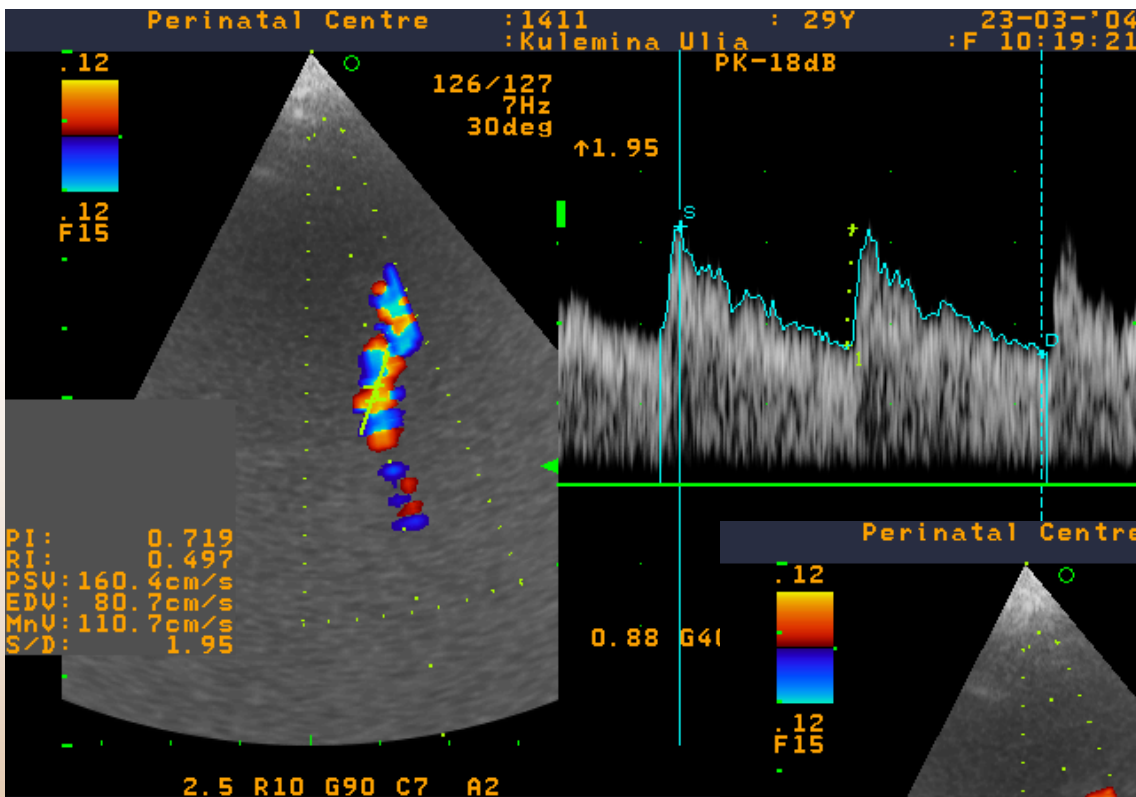 Perinatal Centre :1411 : 29Y 23-03-'04
:Kulemina Ulia :F 10:19:21
.12
126/127
7Hz
30deg
PK-18dB
↑1.95
.12
F15
S
1
D
PI: 0.719
RI: 0.497
PSV:160.4cm/s
EDV: 80.7cm/s
MnV:110.7cm/s
S/D: 1.95
0.88
2.5 R10 G90 C7 A2
Perinatal Centre
.12
.12
F15